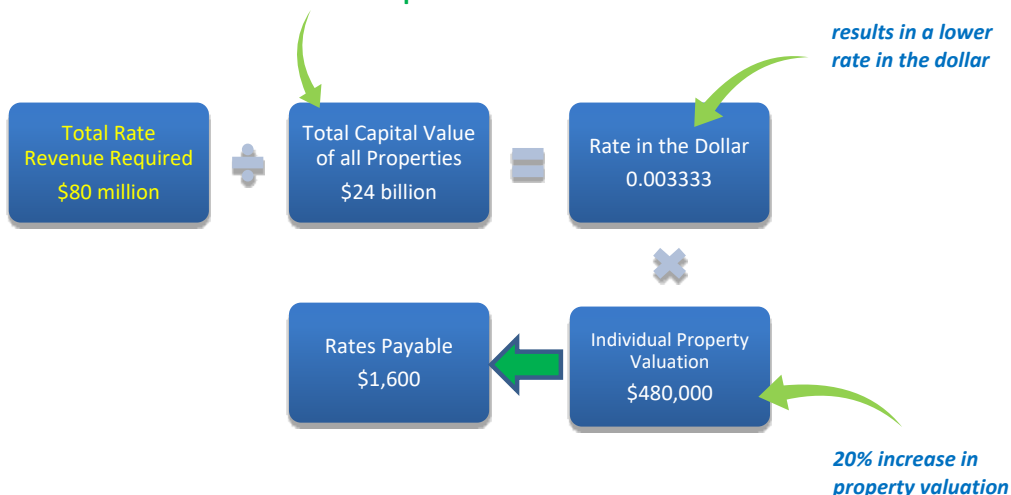 results in a lower
rate in the dollar
Total Rate
Revenue Required
$80 million
Total Capital Value
of all Properties
$24 billion
Rate in the Dollar
0.003333
Rates Payable
$1,600
Individual Property
Valuation
$480,000
20% increase in
property valuation